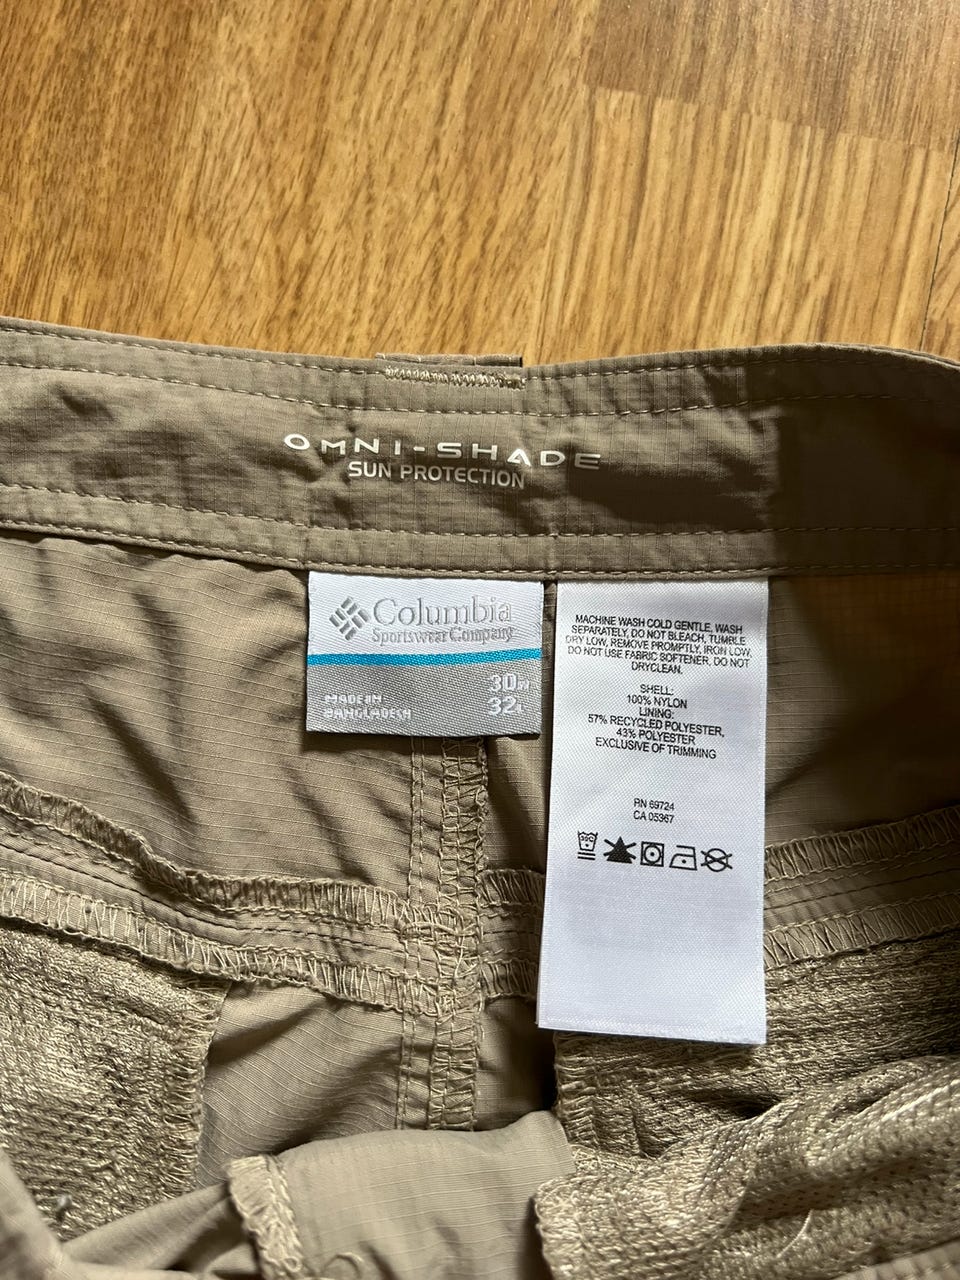 OMNI-SHADE
SUN PROTECTION
Columbia
Sportswear Company
30W
32L
MADE IN
BANGLADESH
MACHINE WASH COLD GENTLE, WASH
SEPARATELY, DO NOT BLEACH, TUMBLE
DRY LOW, REMOVE PROMPTLY, IRON LOW,
DO NOT USE FABRIC SOFTENER, DO NOT
DRYCLEAN.
SHELL:
100% NYLON
LINING:
57% RECYCLED POLYESTER,
43% POLYESTER
EXCLUSIVE OF TRIMMING
RN 69724
CA 05367
30C